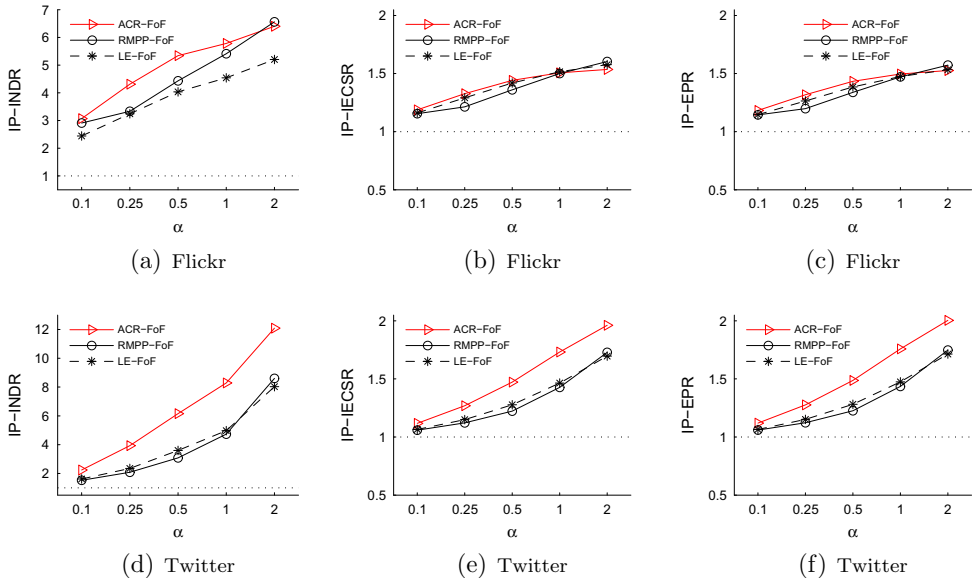 IP−INDR
7
6
5
4
3
2
1
ACR−FoF
RMPP−FoF
LE−FoF
0.1 0.25 0.5 1 2
α
(a) Flickr
IP−IECSR
2
1.5
1
0.5
ACR−FoF
RMPP−FoF
LE−FoF
0.1 0.25 0.5 1 2
α
(b) Flickr
IP−EPR
2
1.5
1
0.5
ACR−FoF
RMPP−FoF
LE−FoF
0.1 0.25 0.5 1 2
α
(c) Flickr
IP−INDR
12
10
8
6
4
2
ACR−FoF
RMPP−FoF
LE−FoF
0.1 0.25 0.5 1 2
α
(d) Twitter
IP−IECSR
2
1.5
1
0.5
ACR−FoF
RMPP−FoF
LE−FoF
0.1 0.25 0.5 1 2
α
(e) Twitter
IP−EPR
2
1.5
1
0.5
ACR−FoF
RMPP−FoF
LE−FoF
0.1 0.25 0.5 1 2
α
(f) Twitter